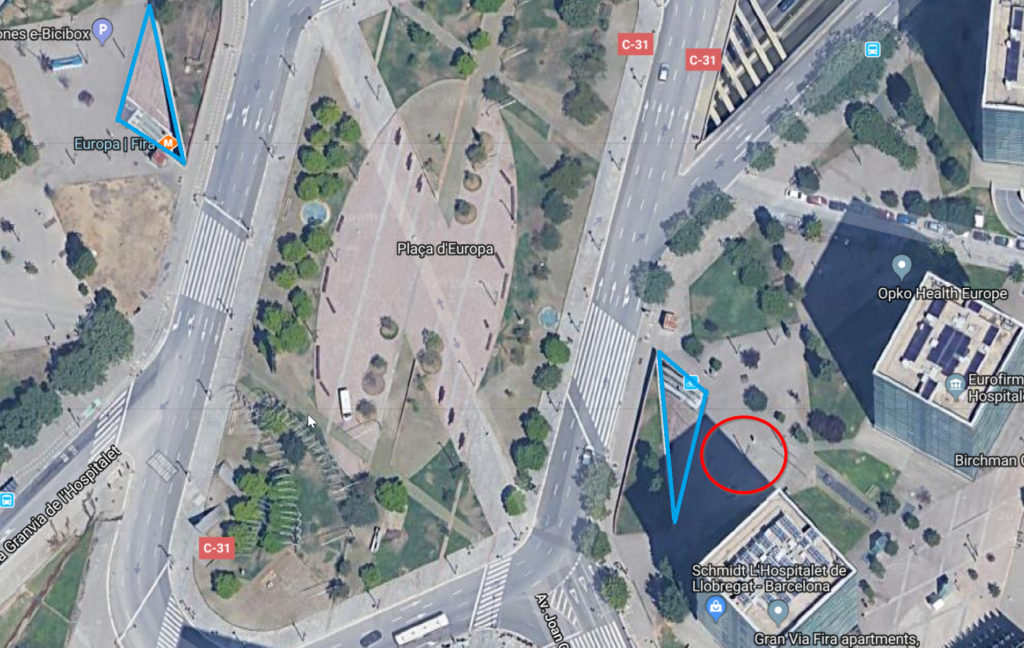 ones e-Bicibox
P
C-31
C-31
Europa | Fira
M
Plaça d'Europa
Opko Health Europe
Eurofirm
Hospitale
Birchman
a Granvia de l'Hospitalet
C-31
Schmidt L'Hospitalet de
Llobregat - Barcelona
Av. Joan
Gran Via Fira apartments,